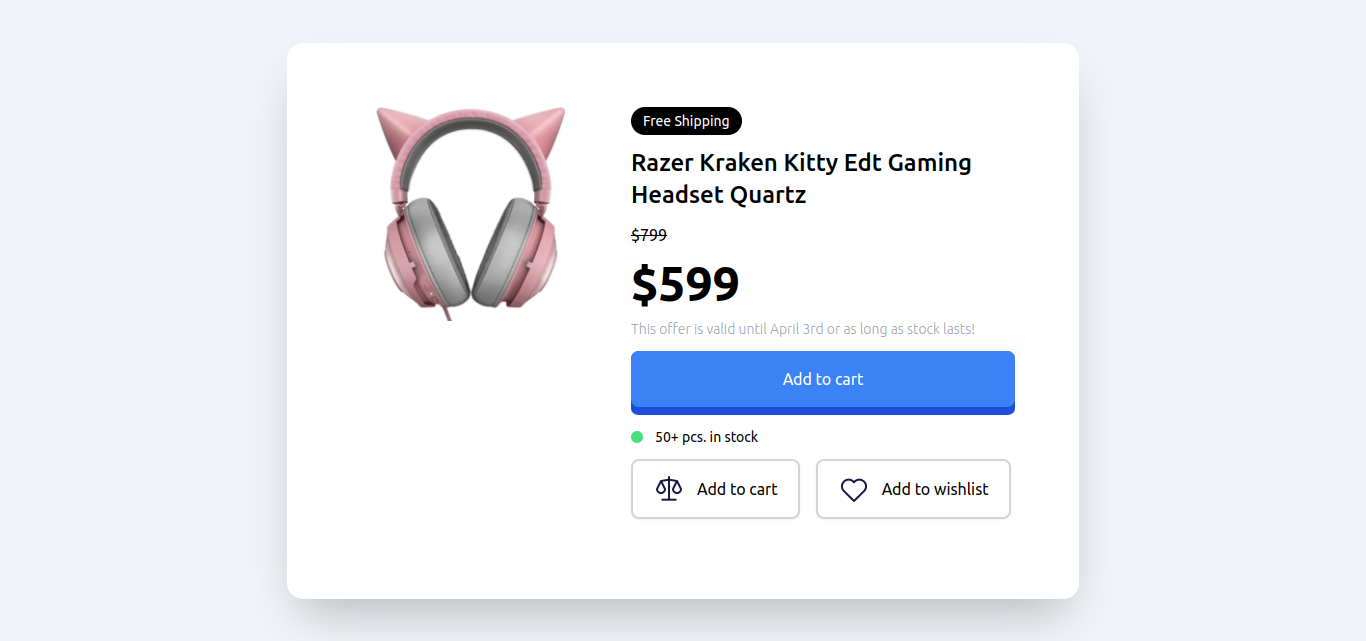 Free Shipping
Razer Kraken Kitty Edt Gaming
Headset Quartz
$799
$599
This offer is valid until April 3rd or as long as stock lasts!
Add to cart
50+ pcs. in stock
Add to cart
Add to wishlist